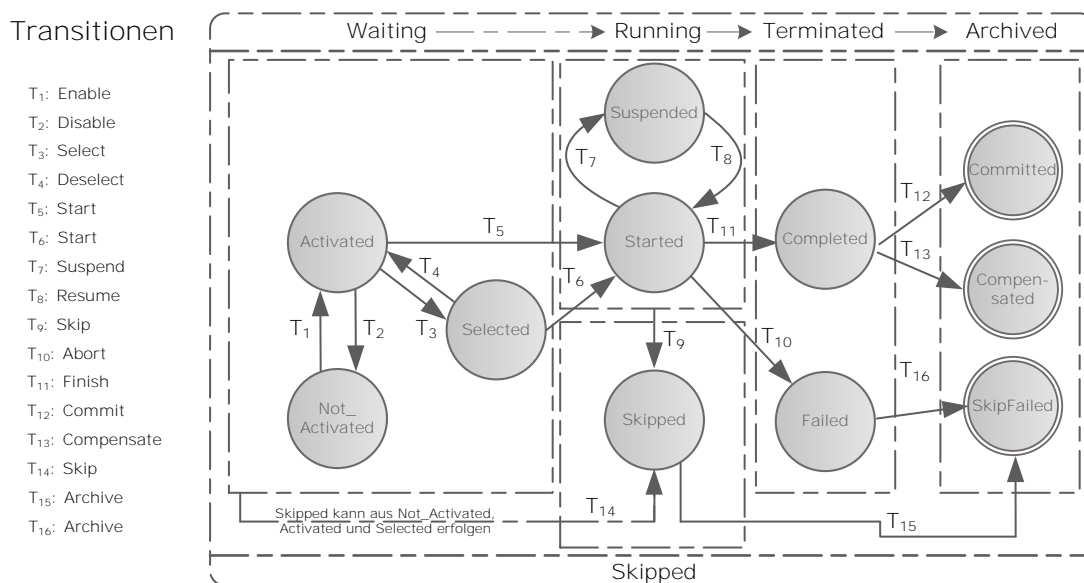 Transitionen
T1: Enable
T2: Disable
T3: Select
T4: Deselect
T5: Start
T6: Start
T7: Suspend
T8: Resume
T9: Skip
T10: Abort
T11: Finish
T12: Commit
T13: Compensate
T14: Skip
T15: Archive
T16: Archive
Waiting Running Terminated Archived
Suspended
T7
T8
Committed
T12
Activated
T5
Started
T11
Completed
T13
T4
T6
Compen-
sated
T1
T2
T3
Selected
T9
T10
T16
Not_
Activated
Skipped
Failed
SkipFailed
Skipped kann aus Not_Activated,
Activated und Selected erfolgen
T14
T15
Skipped